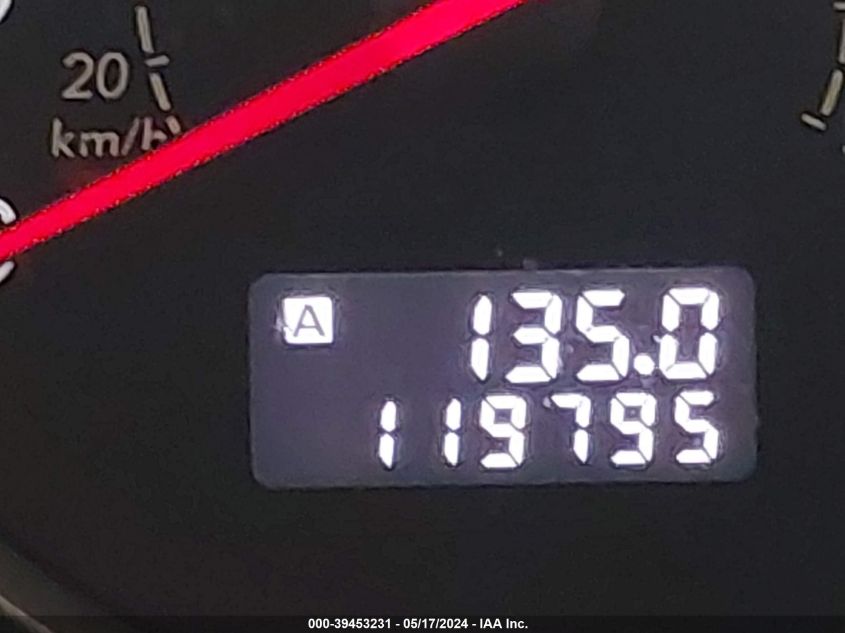 20
km/h
A 135.0
119795
000-39453231 - 05/17/2024 - IAA Inc.